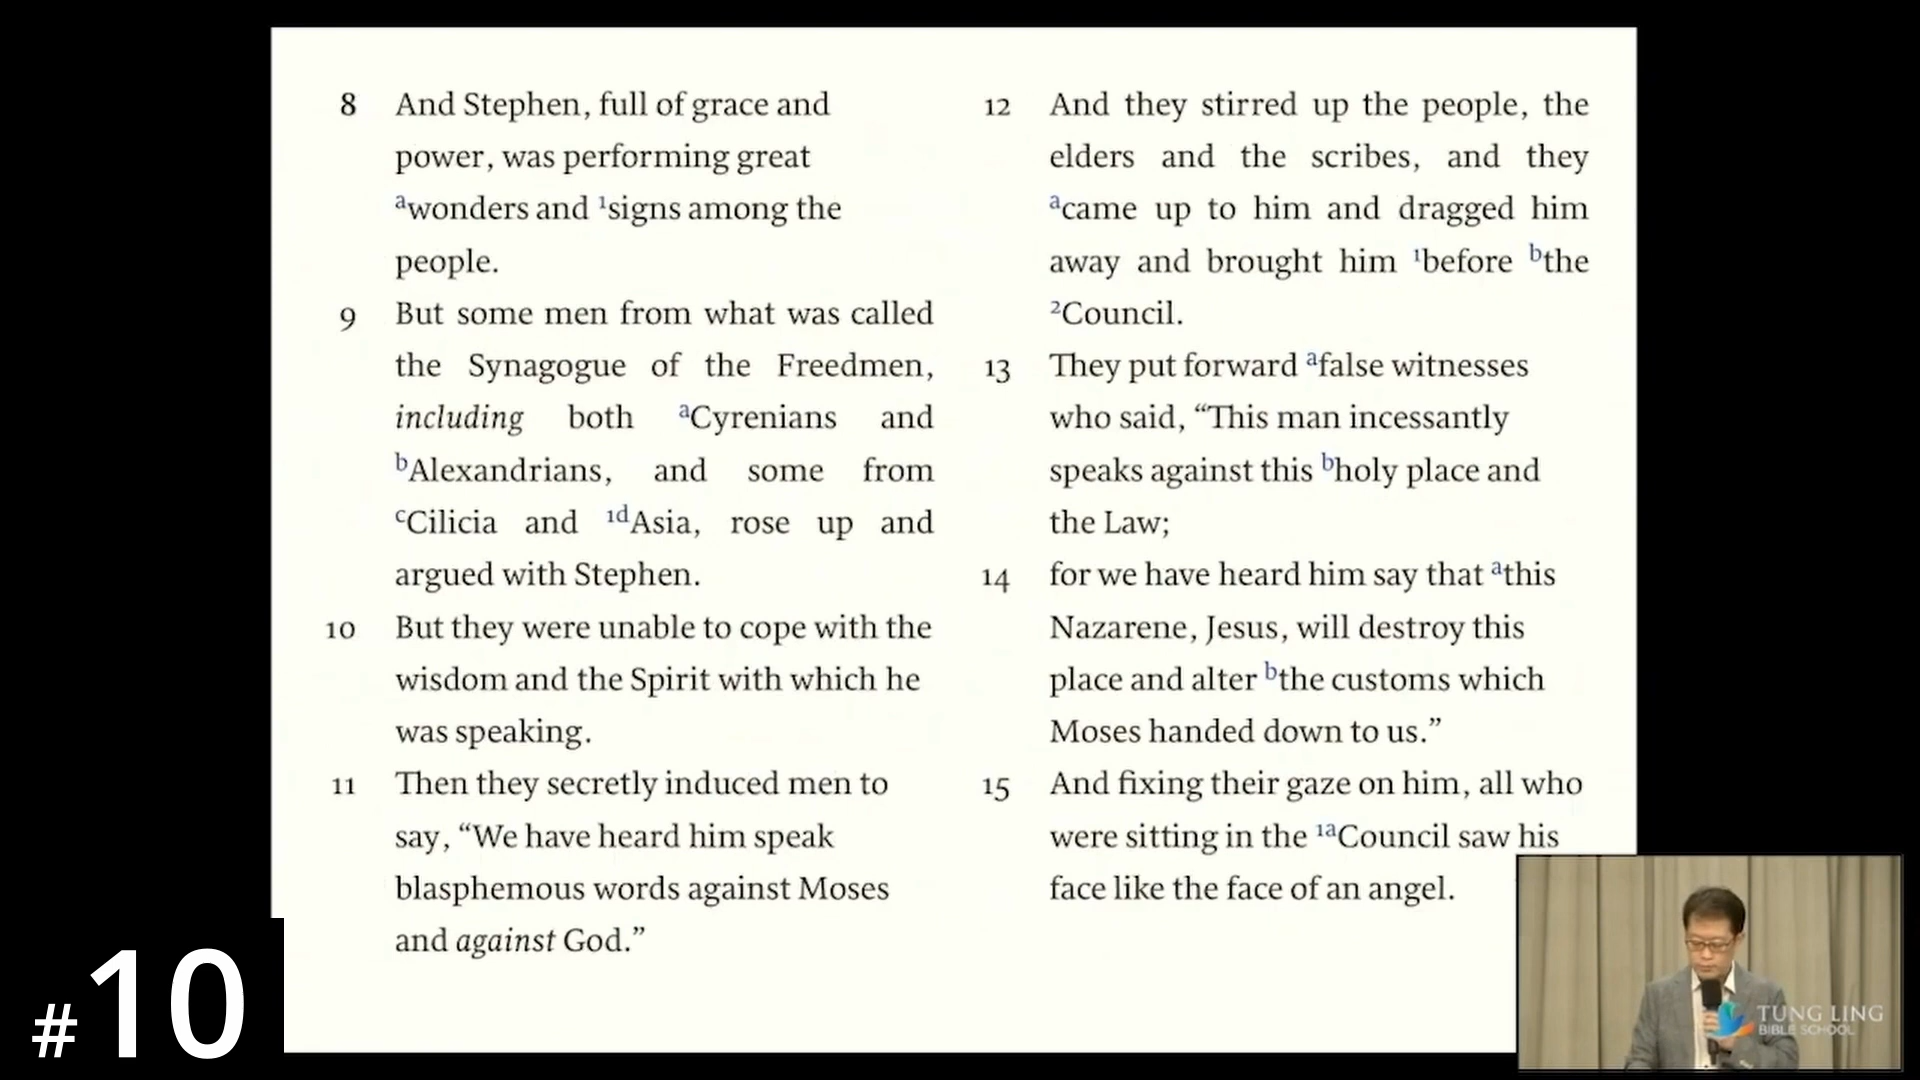 8 And Stephen, full of grace and
power, was performing great
ᵃwonders and ¹signs among the
people.
9 But some men from what was called
the Synagogue of the Freedmen,
including both ᵃCyrenians and
ᵇAlexandrians, and some from
ᶜCilicia and ¹ᵈAsia, rose up and
argued with Stephen.
10 But they were unable to cope with the
wisdom and the Spirit with which he
was speaking.
11 Then they secretly induced men to
say, “We have heard him speak
blasphemous words against Moses
and against God.”
12 And they stirred up the people, the
elders and the scribes, and they
ᵃcame up to him and dragged him
away and brought him ¹before ᵇthe
²Council.
13 They put forward ᵃfalse witnesses
who said, “This man incessantly
speaks against this ᵇholy place and
the Law;
14 for we have heard him say that ᵃthis
Nazarene, Jesus, will destroy this
place and alter ᵇthe customs which
Moses handed down to us.”
15 And fixing their gaze on him, all who
were sitting in the ¹ᵃCouncil saw his
face like the face of an angel.
#10
TUNG LING
BIBLE SCHOOL